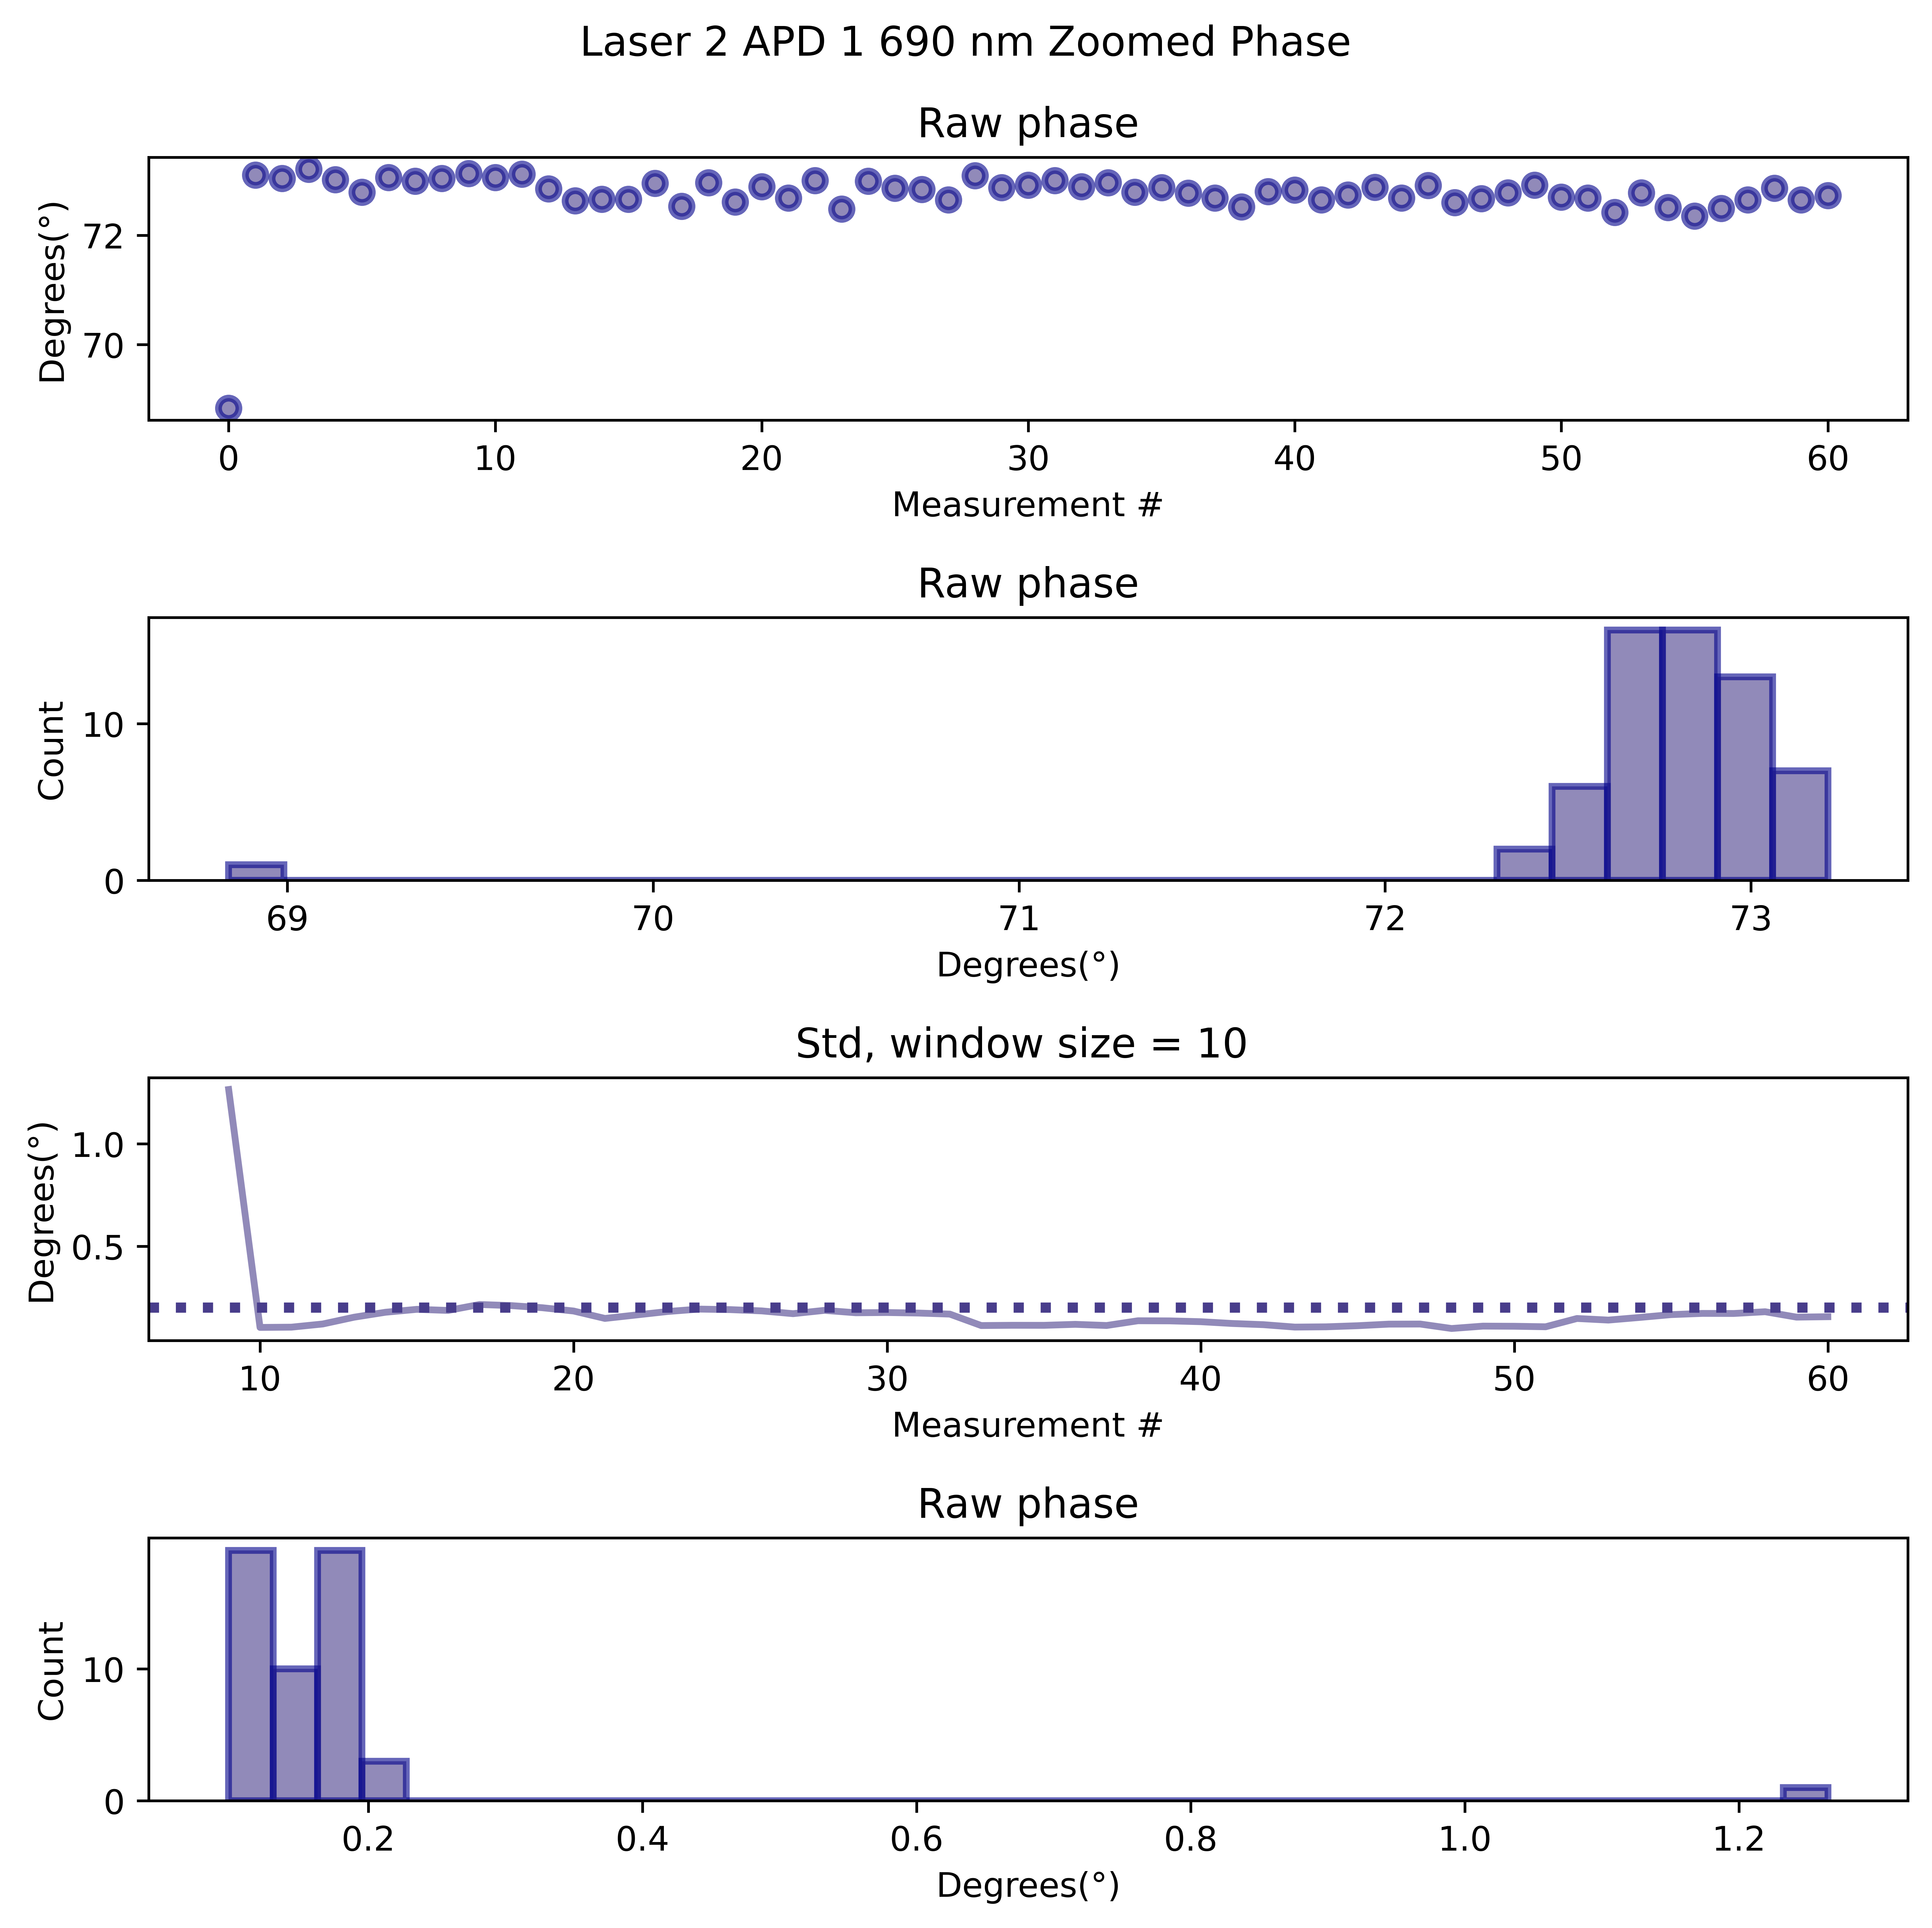 Laser 2 APD 1 690 nm Zoomed Phase
Raw phase
Degrees(°)
72
70
0 10 20 30 40 50 60
Measurement #
Raw phase
Count
10
0
69 70 71 72 73
Degrees(°)
Std, window size = 10
Degrees(°)
1.0
0.5
10 20 30 40 50 60
Measurement #
Raw phase
Count
10
0
0.2 0.4 0.6 0.8 1.0 1.2
Degrees(°)